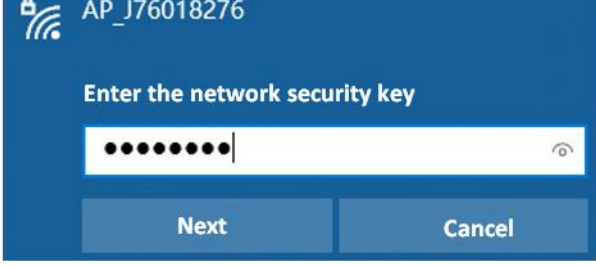 AP_J76018276
Enter the network security key
••••••••
Next
Cancel